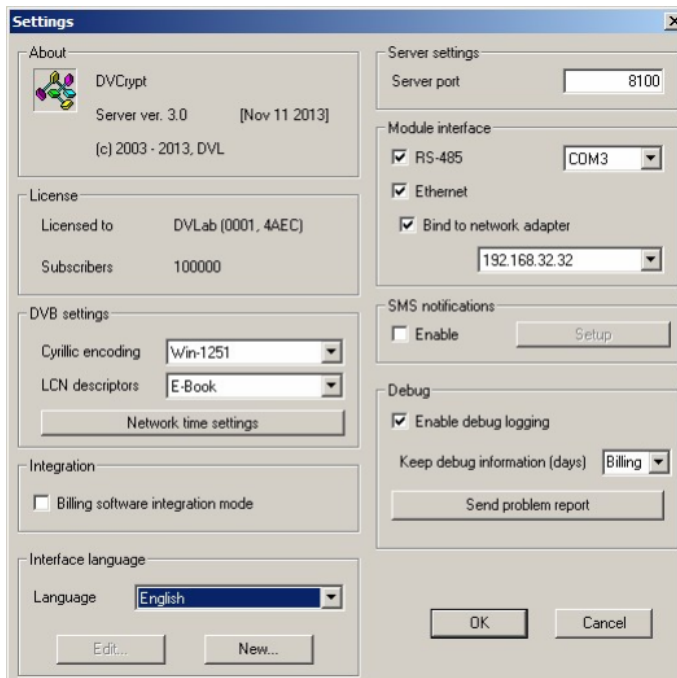 Settings
About
DVCrypt
Server ver. 3.0 [Nov 11 2013]
(c) 2003 - 2013, DVL
License
Licensed to DVLab (0001, 4AEC)
Subscribers 100000
DVB settings
Cyrillic encoding Win-1251
LCN descriptors E-Book
Network time settings
Integration
Billing software integration mode
Interface language
Language English
Edit... New...
Server settings
Server port 8100
Module interface
RS-485 COM3
Ethernet
Bind to network adapter
192.168.32.32
SMS notifications
Enable Setup
Debug
Enable debug logging
Keep debug information (days) Billing
Send problem report
OK Cancel